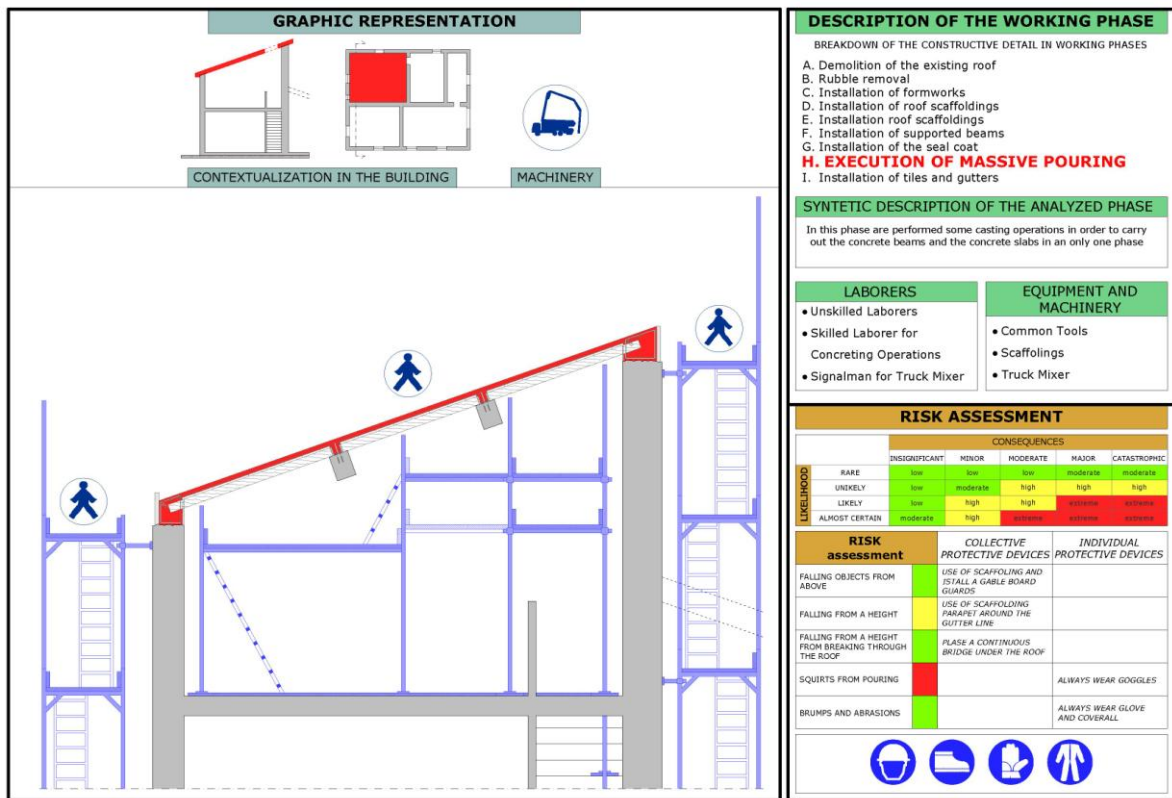 GRAPHIC REPRESENTATION
CONTEXTUALIZATION IN THE BUILDING
MACHINERY
DESCRIPTION OF THE WORKING PHASE
BREAKDOWN OF THE CONSTRUCTIVE DETAIL IN WORKING PHASES
A. Demolition of the existing roof
B. Rubble removal
C. Installation of formworks
D. Installation of roof scaffoldings
E. Installation roof scaffoldings
F. Installation of supported beams
G. Installation of the seal coat
H. EXECUTION OF MASSIVE POURING
I. Installation of tiles and gutters
SYNTETIC DESCRIPTION OF THE ANALYZED PHASE
In this phase are performed some casting operations in order to carry
out the concrete beams and the concrete slabs in an only one phase
LABORERS
• Unskilled Laborers
• Skilled Laborer for
Concreting Operations
• Signalman for Truck Mixer
EQUIPMENT AND
MACHINERY
• Common Tools
• Scaffolings
• Truck Mixer
RISK ASSESSMENT
CONSEQUENCES
INSIGNIFICANT MINOR MODERATE MAJOR CATASTROPHIC
LIKELIHOOD
RARE low low low moderate moderate
UNIKELY low moderate high high high
LIKELY low high high extreme extreme
ALMOST CERTAIN moderate high extreme extreme extreme
RISK
assessment
COLLECTIVE
PROTECTIVE DEVICES
INDIVIDUAL
PROTECTIVE DEVICES
FALLING OBJECTS FROM
ABOVE
USE OF SCAFFOLING AND
ISTALL A GABLE BOARD
GUARDS
FALLING FROM A HEIGHT
USE OF SCAFFOLDING
PARAPET AROUND THE
GUTTER LINE
FALLING FROM A HEIGHT
FROM BREAKING THROUGH
THE ROOF
PLASE A CONTINUOUS
BRIDGE UNDER THE ROOF
SQUIRTS FROM POURING
ALWAYS WEAR GOGGLES
BRUMPS AND ABRASIONS
ALWAYS WEAR GLOVE
AND COVERALL